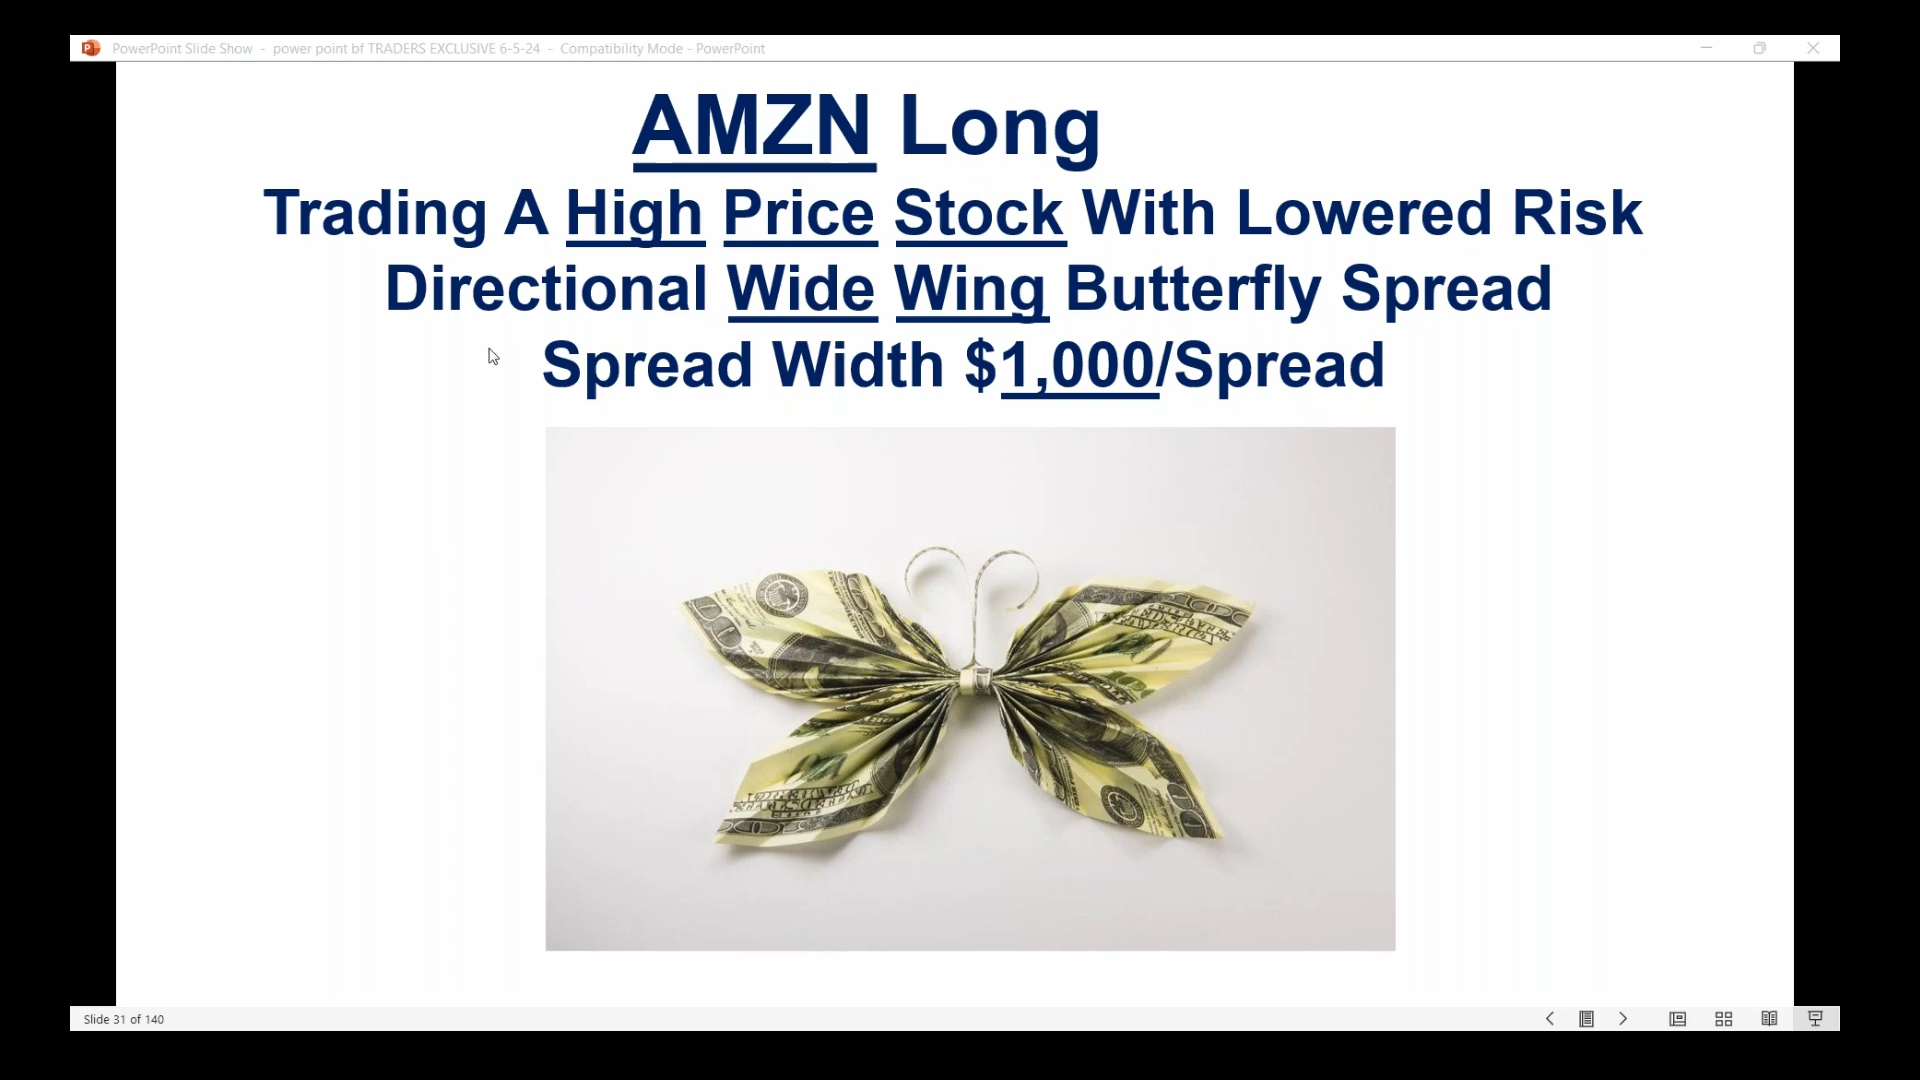 PowerPoint Slide Show - power point bf TRADERS EXCLUSIVE 6-5-24 - Compatibility Mode - PowerPoint
AMZN Long
Trading A High Price Stock With Lowered Risk
Directional Wide Wing Butterfly Spread
Spread Width $1,000/Spread
Slide 31 of 140